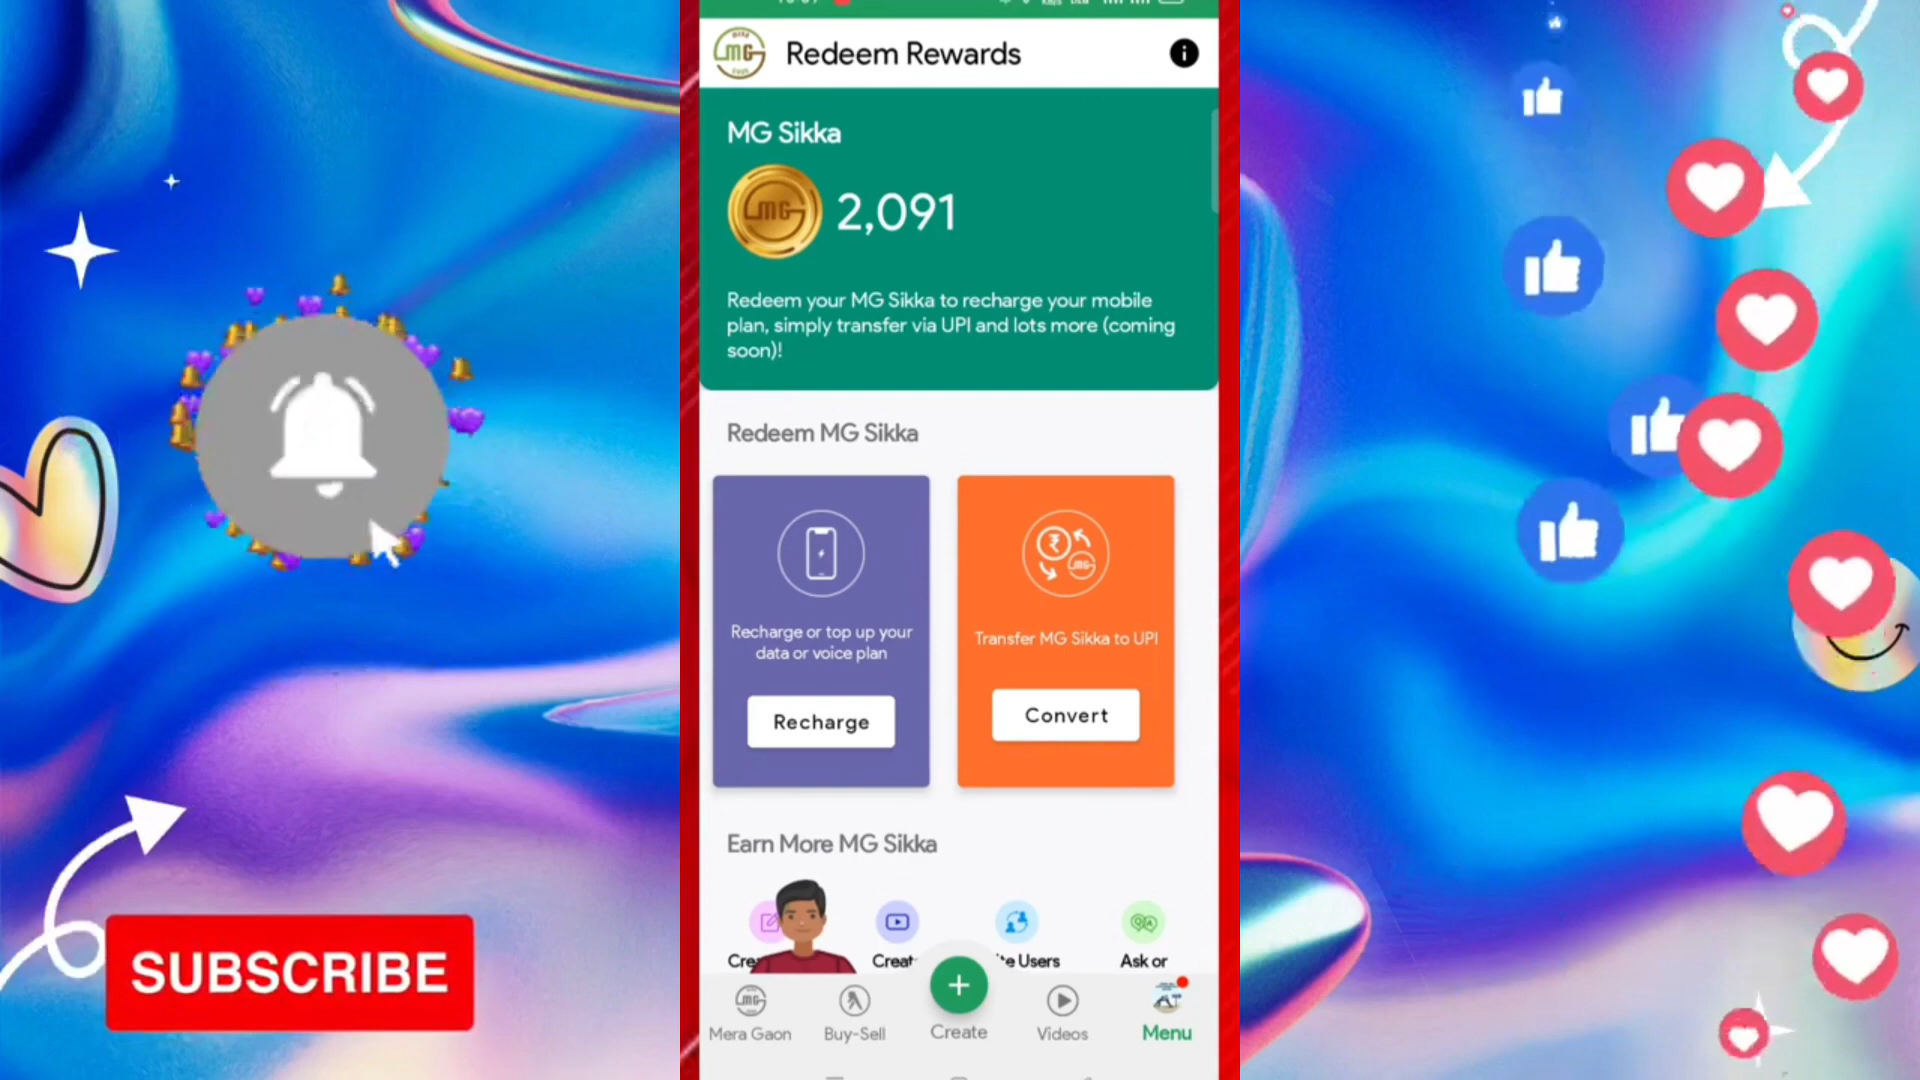 Redeem Rewards
MG Sikka
MG
2,091
Redeem your MG Sikka to recharge your mobile
plan, simply transfer via UPI and lots more (coming
soon)!
Redeem MG Sikka
Recharge or top up your
data or voice plan
Recharge
₹
MG
Transfer MG Sikka to UPI
Convert
Earn More MG Sikka
Ask or
Users
Mera Gaon
Buy-Sell
Create
Videos
Menu
SUBSCRIBE